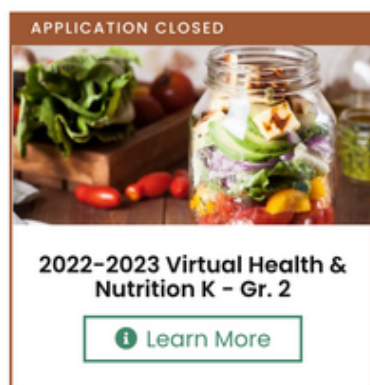 APPLICATION CLOSED
2022-2023 Virtual Health &
Nutrition K - Gr. 2
Learn More